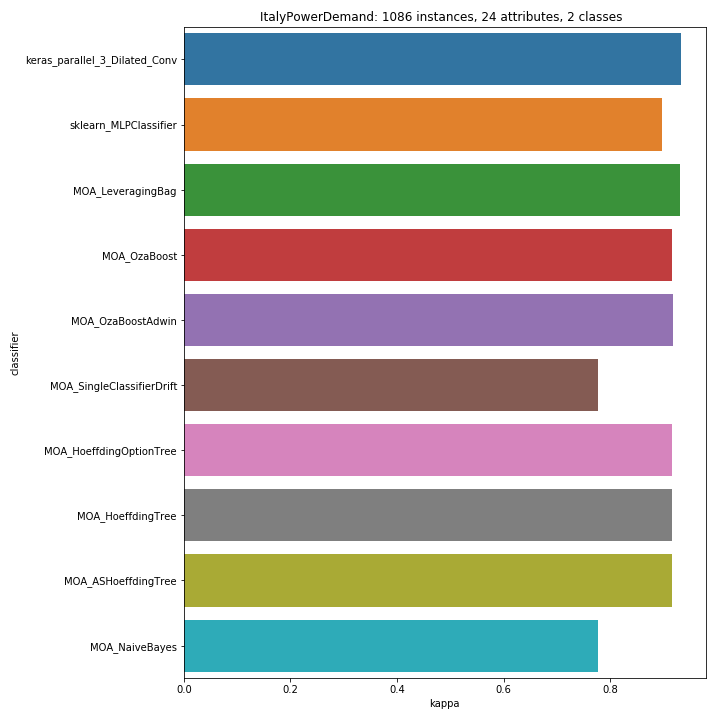 ItalyPowerDemand: 1086 instances, 24 attributes, 2 classes
keras_parallel_3_Dilated_Conv
sklearn_MLPClassifier
MOA_LeveragingBag
MOA_OzaBoost
MOA_OzaBoostAdwin
classifier
MOA_SingleClassifierDrift
MOA_HoeffdingOptionTree
MOA_HoeffdingTree
MOA_ASHoeffdingTree
MOA_NaiveBayes
0.0 0.2 0.4 0.6 0.8
kappa